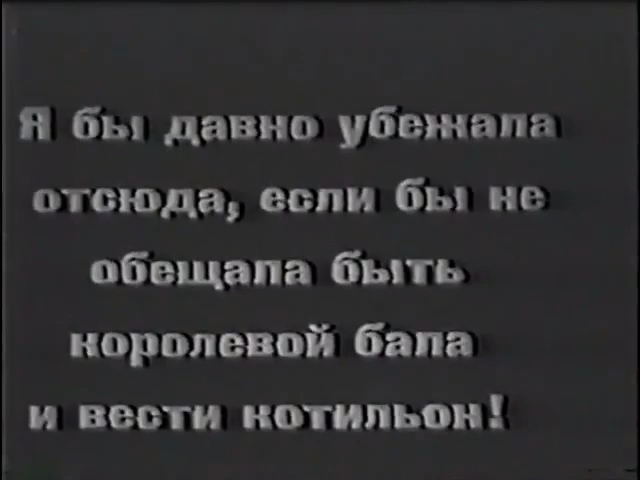 Я бы давно убежала
отсюда, если бы не
обещала быть
королевой бала
и вести котильон!